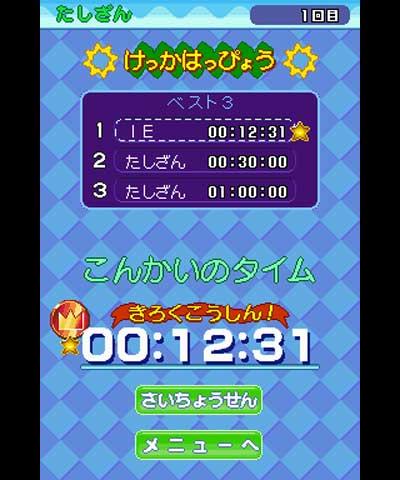 たしざん
1回目
けっかはっぴょう
ベスト3
1 IE 00:12:31
2 たしざん 00:30:00
3 たしざん 01:00:00
こんかいのタイム
きろくこうしん!
00:12:31
さいちょうせん
メニューへ